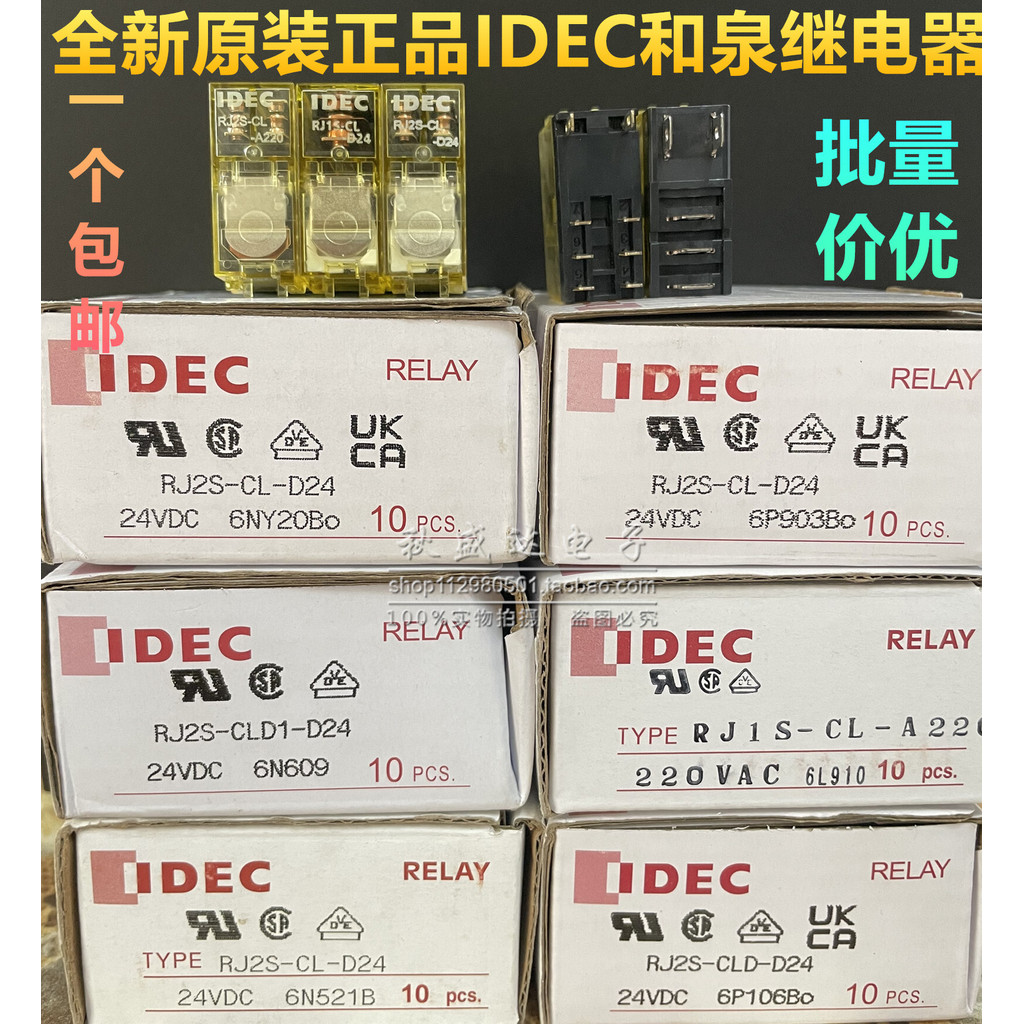 全新原装正品IDEC和泉继电器
一个包邮
批量
价优
IDEC
RJ2S-CL
-A220
IDEC
RJ1S-CL
-D24
IDEC
RJ2S-CL
-D24
IDEC
RELAY
UK
CA
RJ2S-CL-D24
24VDC 6NY20Bo 10 PCS.
IDEC
RELAY
UK
CA
RJ2S-CL-D24
24VDC 6P903Bo 10 PCS.
秋盛达电子
shop112980501.taobao.com
100%实物拍摄 盗图必究
IDEC
RELAY
RJ2S-CLD1-D24
24VDC 6N609 10 PCS.
IDEC
RELAY
TYPE RJ1S-CL-A220
220VAC 6L910 10 pcs.
IDEC
RELAY
TYPE RJ2S-CL-D24
24VDC 6N521B 10 pcs.
IDEC
RELAY
UK
CA
RJ2S-CLD-D24
24VDC 6P106Bo 10 PCS.